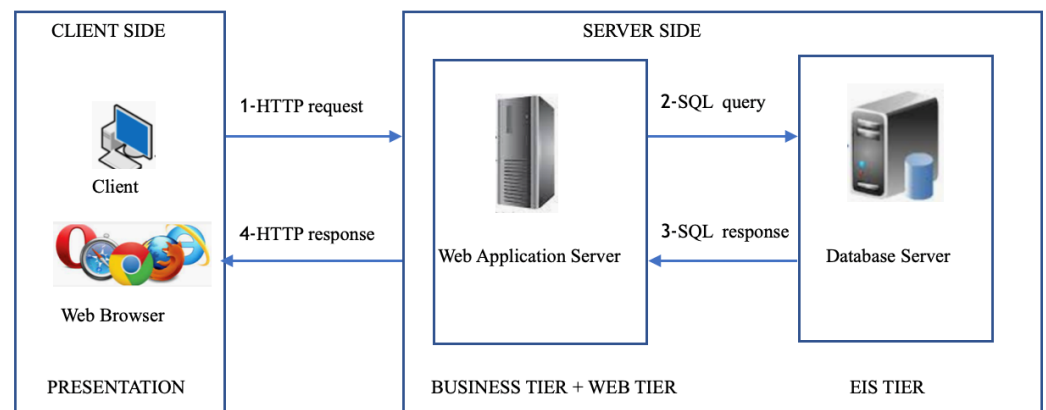 CLIENT SIDE
SERVER SIDE
1-HTTP request
2-SQL query
Client
4-HTTP response
3-SQL response
Web Application Server
Database Server
Web Browser
PRESENTATION
BUSINESS TIER + WEB TIER
EIS TIER